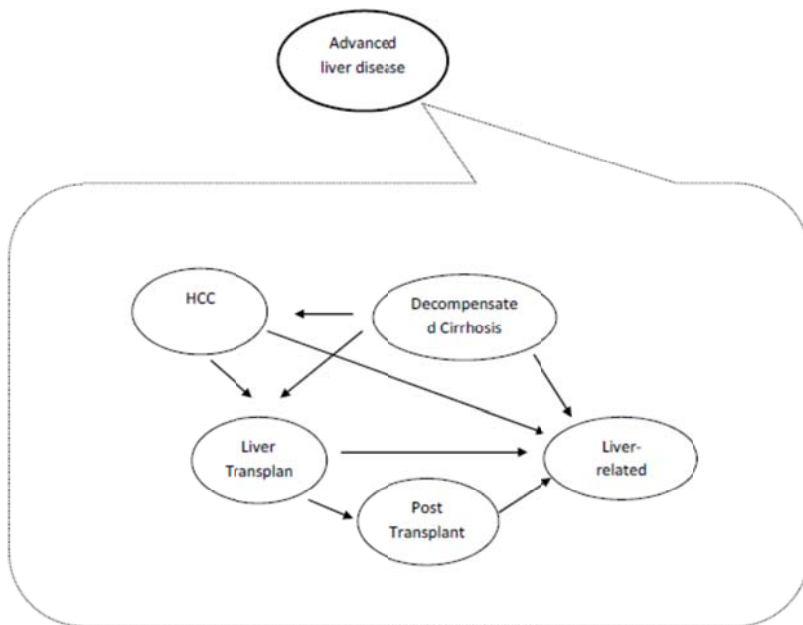 Advanced
liver disease
HCC
Decompensate
d Cirrhosis
Liver
Transplan
Liver-
related
Post
Transplant